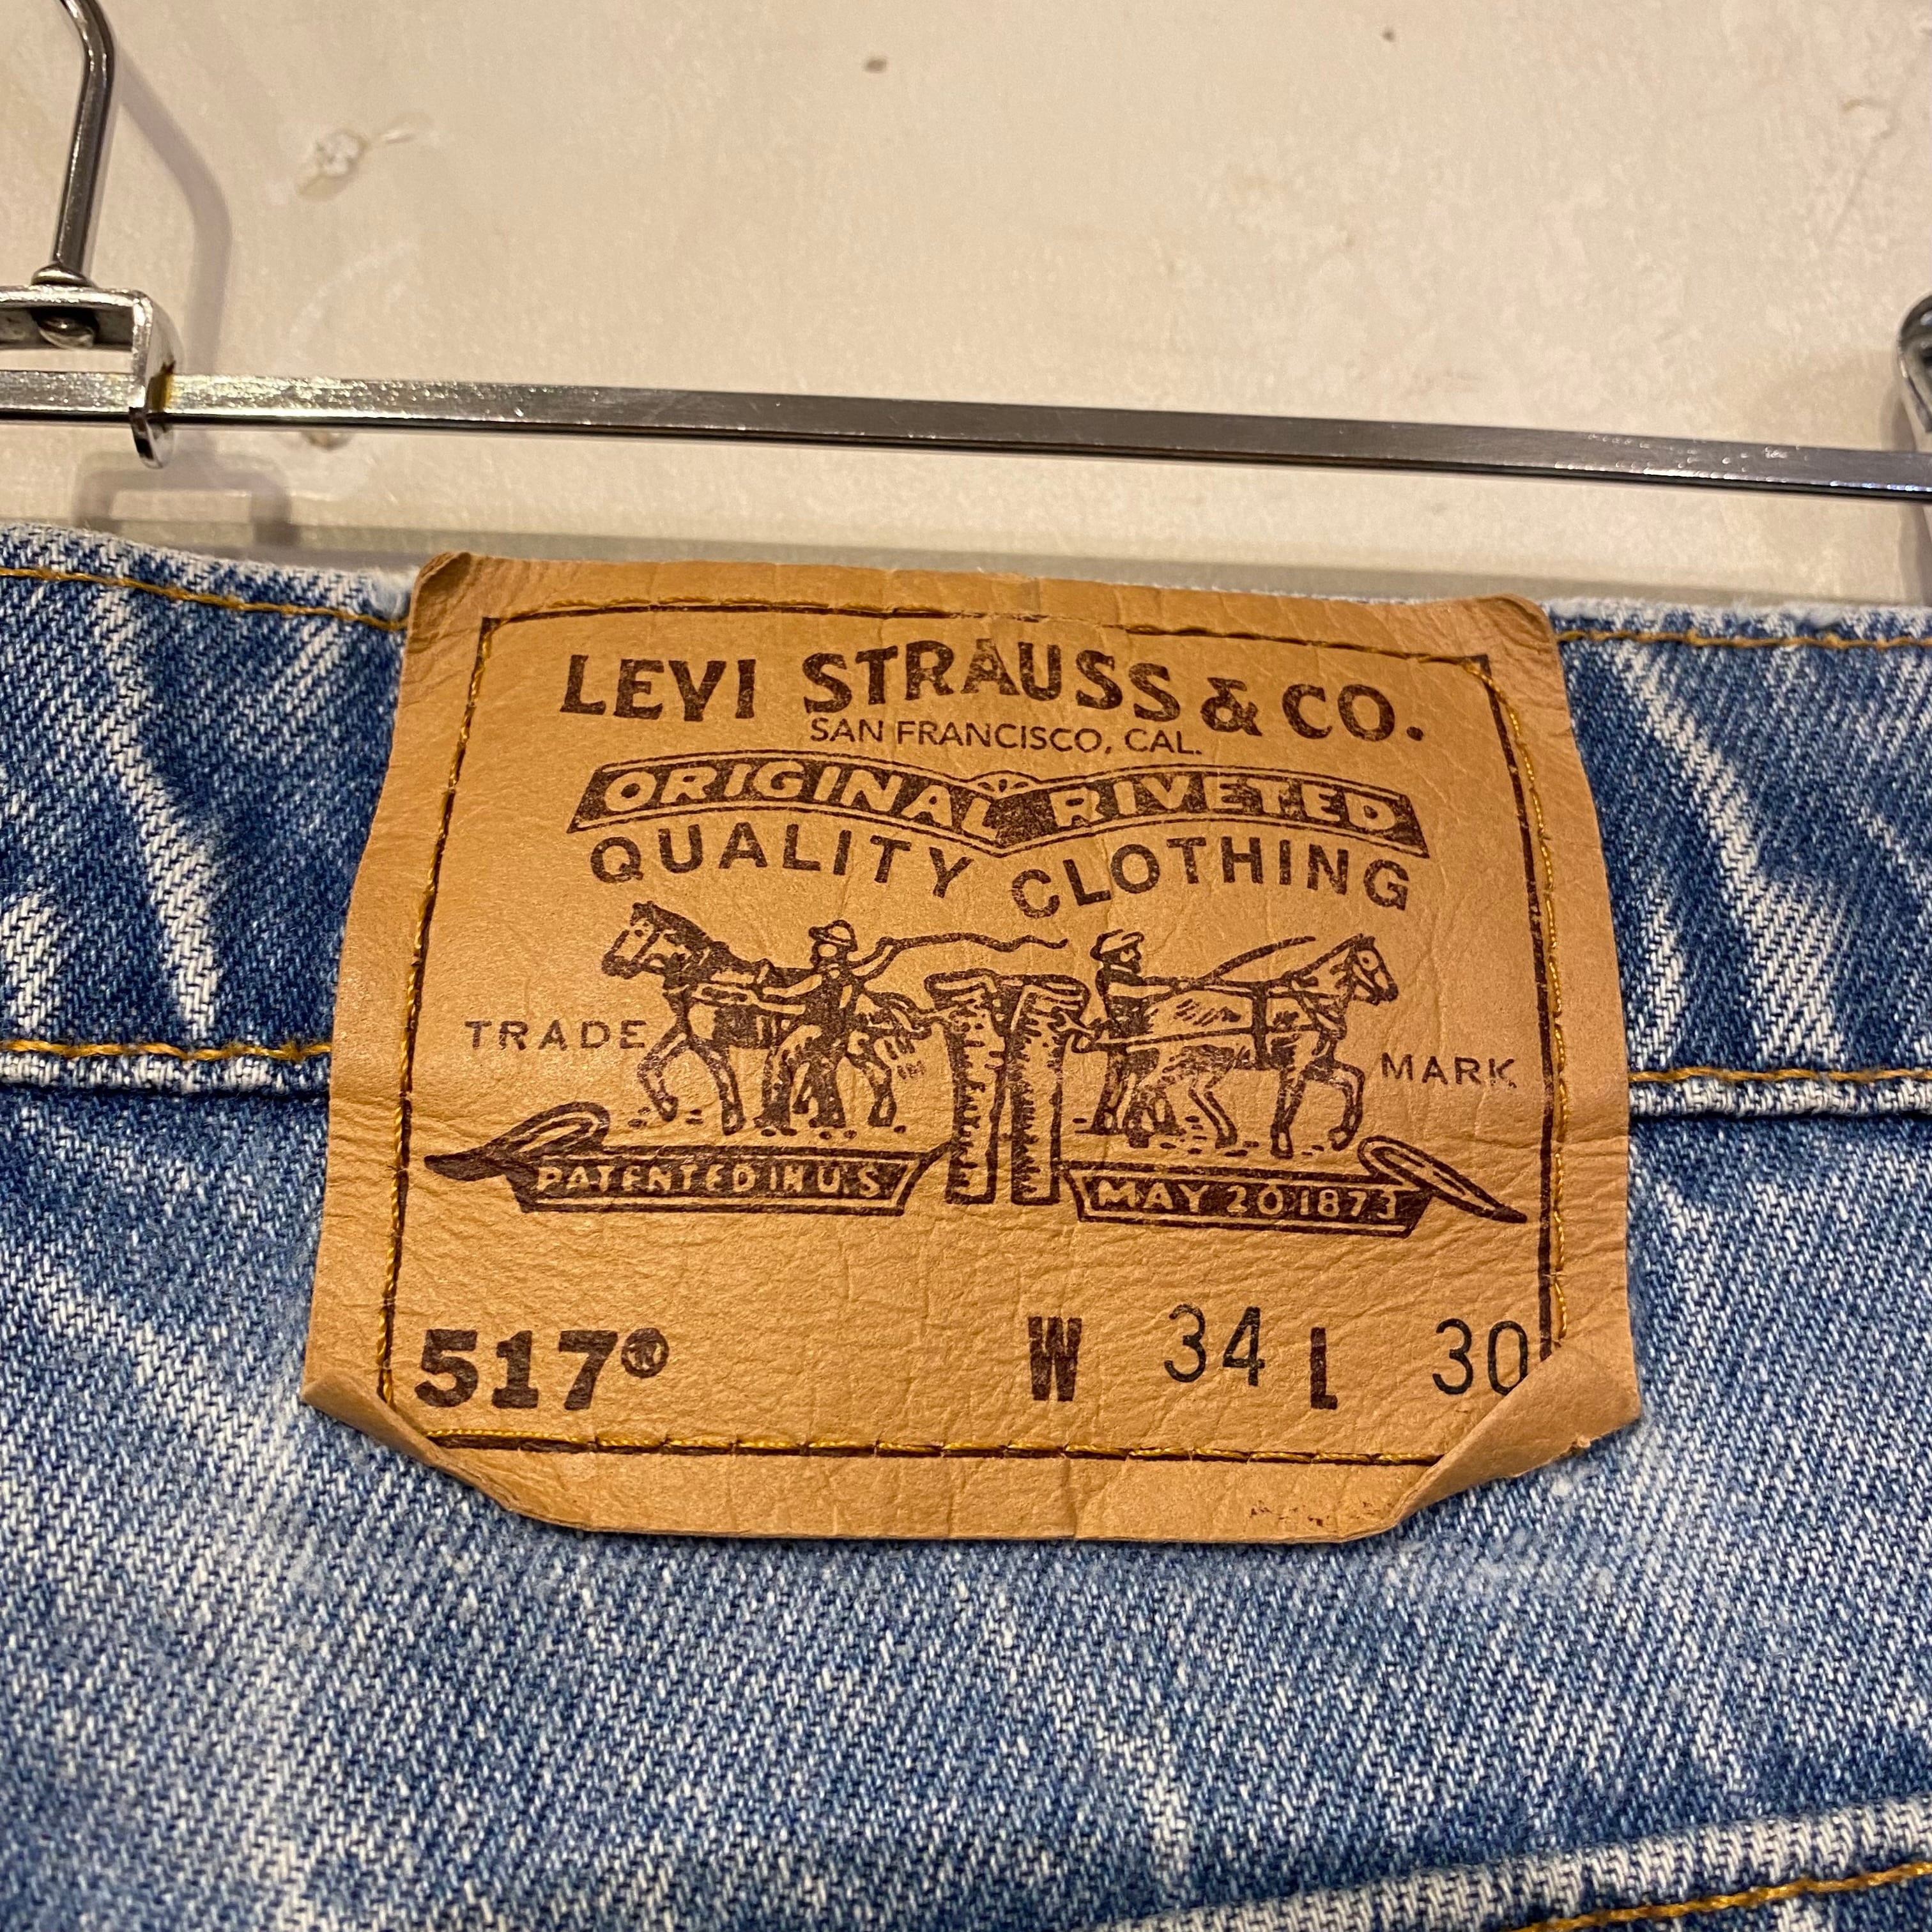 LEVI STRAUSS & CO.
SAN FRANCISCO, CAL.
ORIGINAL RIVETED
QUALITY CLOTHING
TRADE MARK
PATENTED IN U.S. MAY 20 1873
517® W 34 L 30